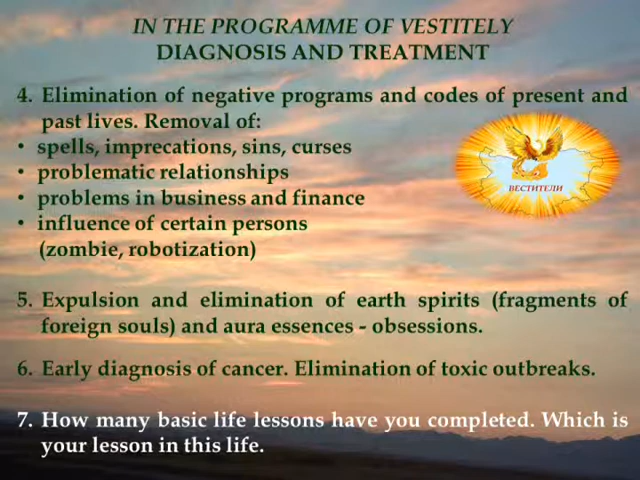 IN THE PROGRAMME OF VESTITELY
DIAGNOSIS AND TREATMENT
4. Elimination of negative programs and codes of present and
past lives. Removal of:
• spells, imprecations, sins, curses
• problematic relationships
• problems in business and finance
• influence of certain persons
(zombie, robotization)
ВЕСТИТЕЛИ
5. Expulsion and elimination of earth spirits (fragments of
foreign souls) and aura essences - obsessions.
6. Early diagnosis of cancer. Elimination of toxic outbreaks.
7. How many basic life lessons have you completed. Which is
your lesson in this life.